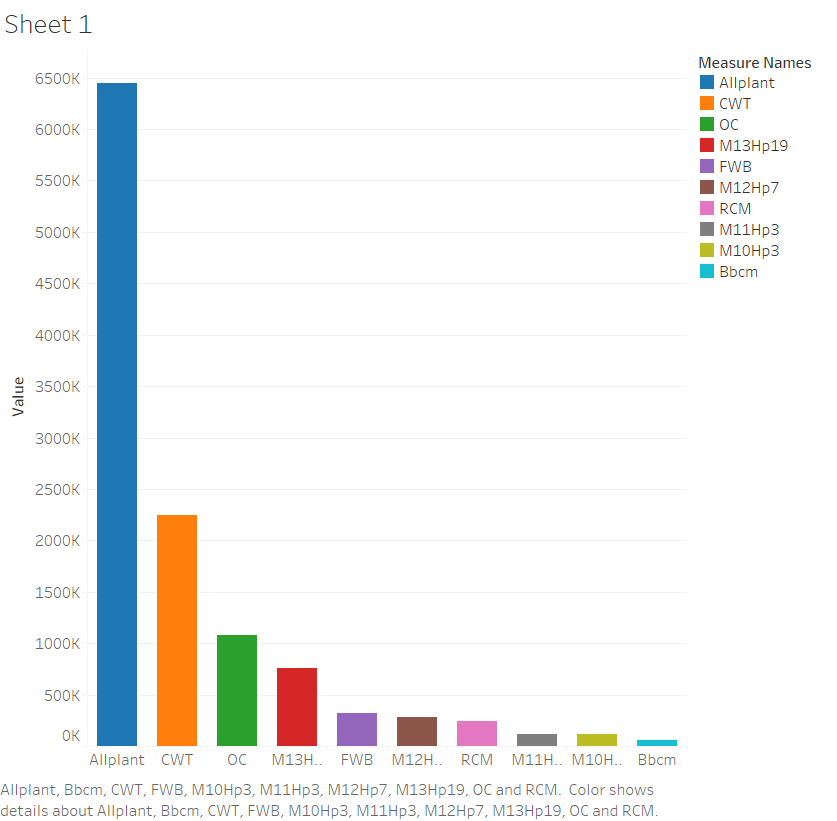 Sheet 1
Measure Names
Allplant
CWT
OC
M13Hp19
FWB
M12Hp7
RCM
M11Hp3
M10Hp3
Bbcm
Value
6500K
6000K
5500K
5000K
4500K
4000K
3500K
3000K
2500K
2000K
1500K
1000K
500K
0K
Allplant CWT OC M13H.. FWB M12H.. RCM M11H.. M10H.. Bbcm
Allplant, Bbcm, CWT, FWB, M10Hp3, M11Hp3, M12Hp7, M13Hp19, OC and RCM. Color shows
details about Allplant, Bbcm, CWT, FWB, M10Hp3, M11Hp3, M12Hp7, M13Hp19, OC and RCM.